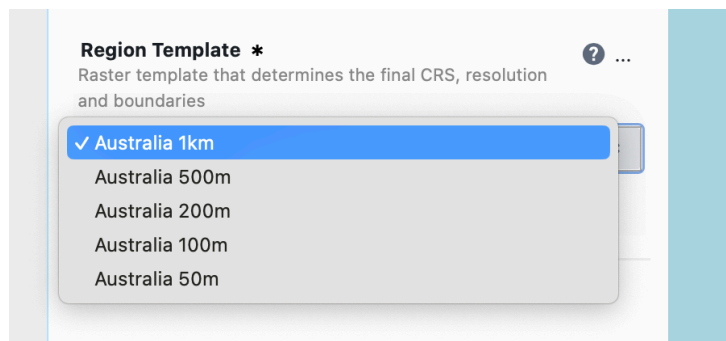 Region Template *
? ...
Raster template that determines the final CRS, resolution
and boundaries
✓ Australia 1km
Australia 500m
Australia 200m
Australia 100m
Australia 50m